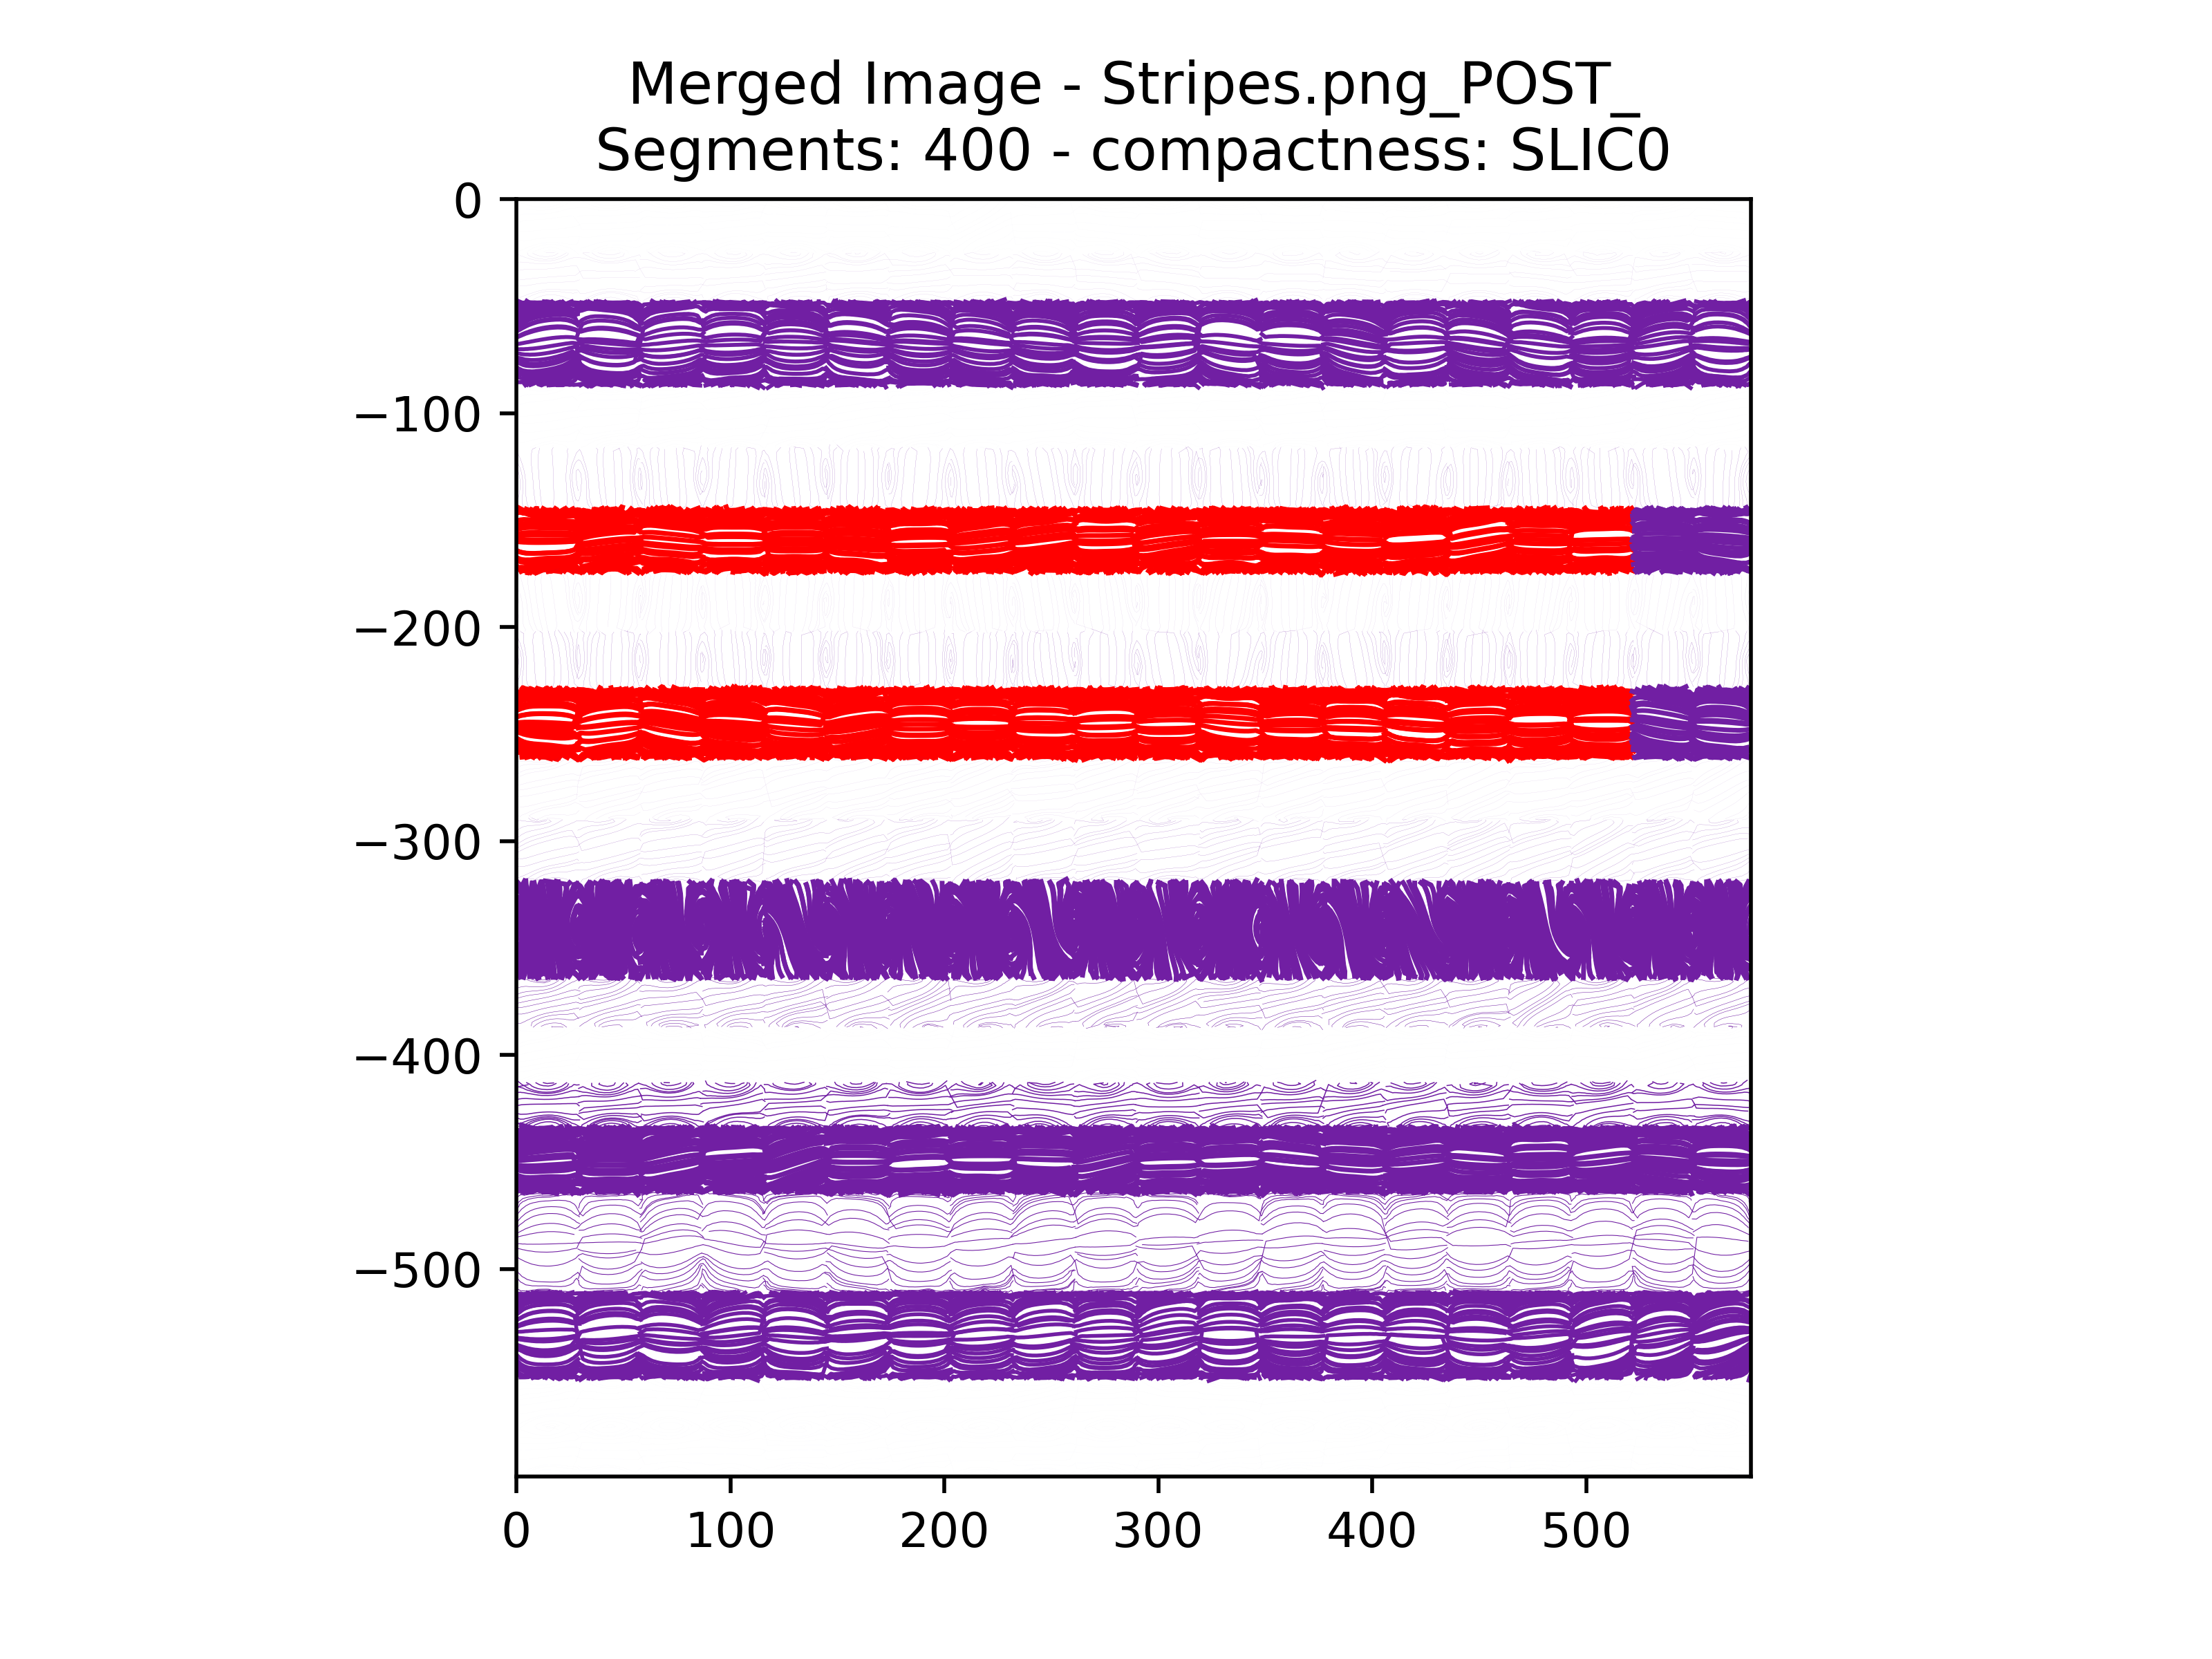 Merged Image - Stripes.png_POST_
Segments: 400 - compactness: SLIC0
0
−100
−200
−300
−400
−500
0 100 200 300 400 500